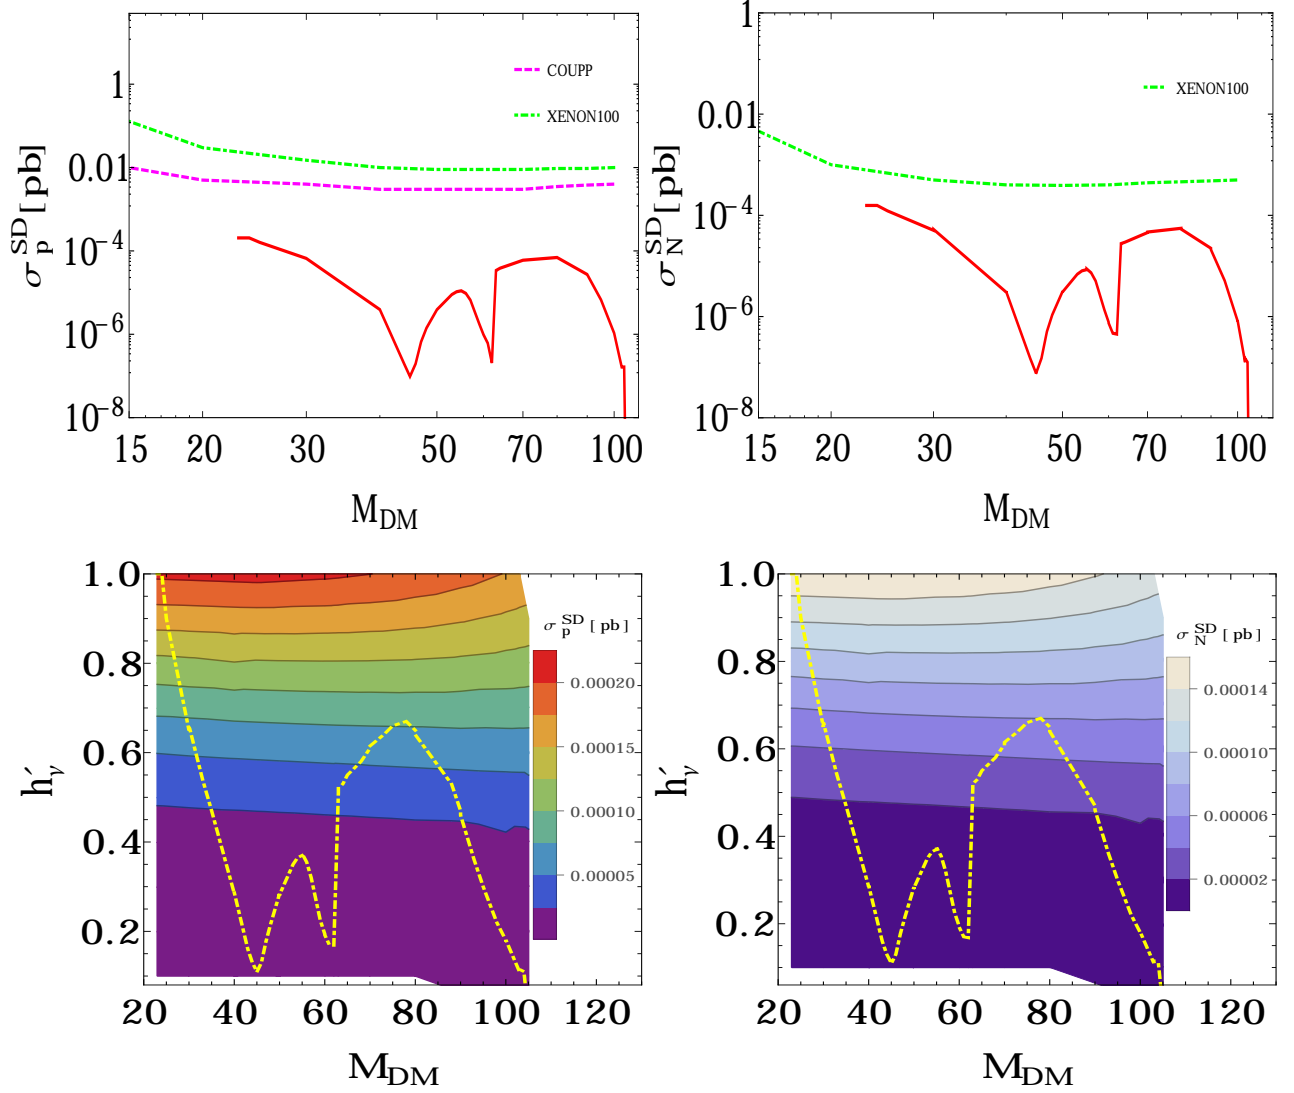 COUPP
XENON100
1
0.01
10⁻⁴
10⁻⁶
10⁻⁸
σ_p^SD [pb]
15 20 30 50 70 100
M_DM
XENON100
1
0.01
10⁻⁴
10⁻⁶
10⁻⁸
σ_N^SD [pb]
15 20 30 50 70 100
M_DM
1.0
0.8
0.6
0.4
0.2
h′_ν
σ_p^SD [pb]
0.00020
0.00015
0.00010
0.00005
20 40 60 80 100 120
M_DM
1.0
0.8
0.6
0.4
0.2
h′_ν
σ_N^SD [pb]
0.00014
0.00010
0.00006
0.00002
20 40 60 80 100 120
M_DM